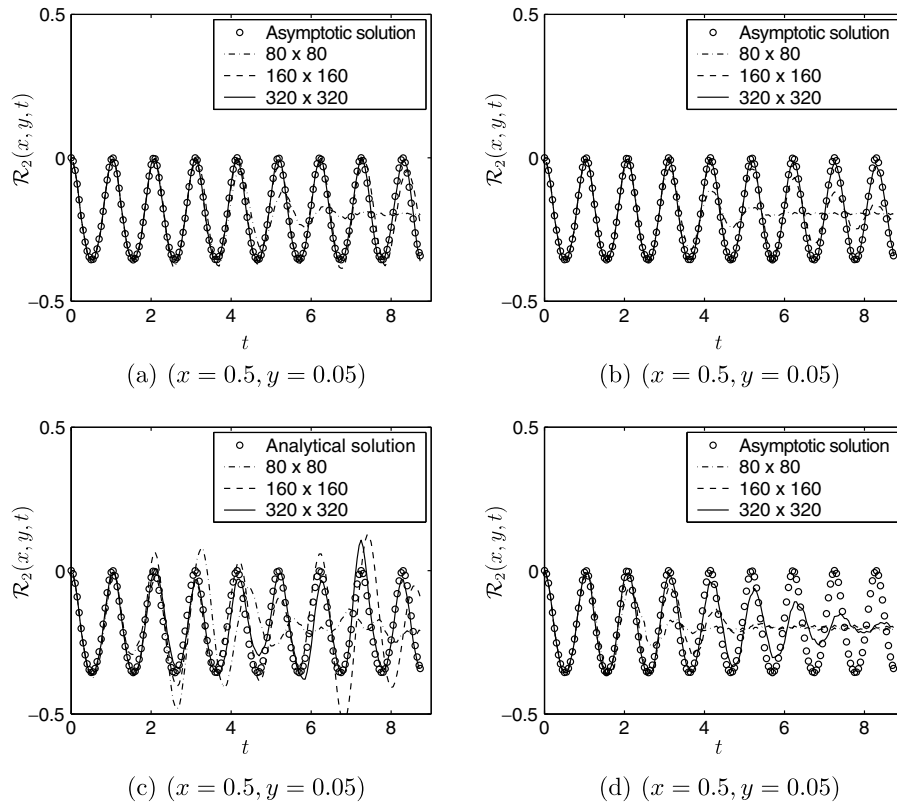 0.5
Asymptotic solution
80 x 80
160 x 160
320 x 320
0
−0.5
0 2 4 6 8
R₂(x, y, t)
t
(a) (x = 0.5, y = 0.05)
0.5
Asymptotic solution
80 x 80
160 x 160
320 x 320
0
−0.5
0 2 4 6 8
R₂(x, y, t)
t
(b) (x = 0.5, y = 0.05)
0.5
Analytical solution
80 x 80
160 x 160
320 x 320
0
−0.5
0 2 4 6 8
R₂(x, y, t)
t
(c) (x = 0.5, y = 0.05)
0.5
Asymptotic solution
80 x 80
160 x 160
320 x 320
0
−0.5
0 2 4 6 8
R₂(x, y, t)
t
(d) (x = 0.5, y = 0.05)